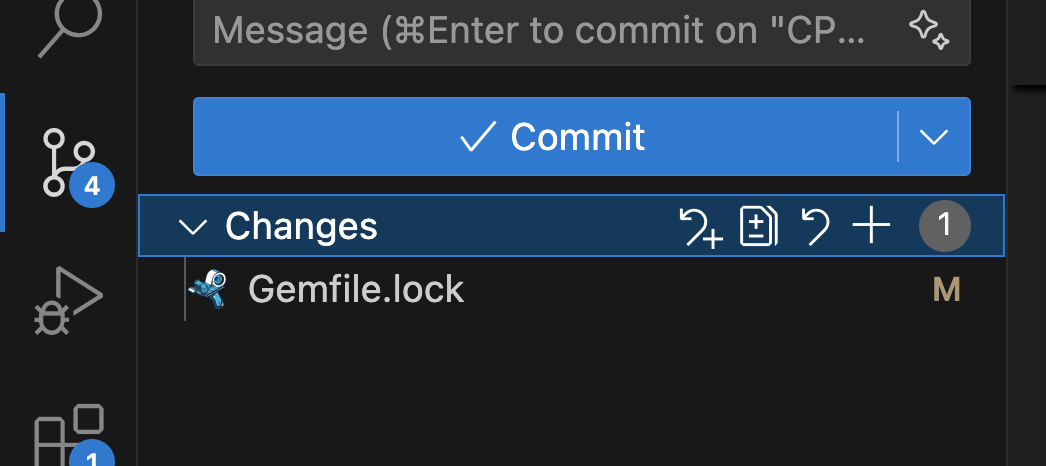 Message (⌘Enter to commit on "CP...
Commit
4
Changes
1
Gemfile.lock
M
1